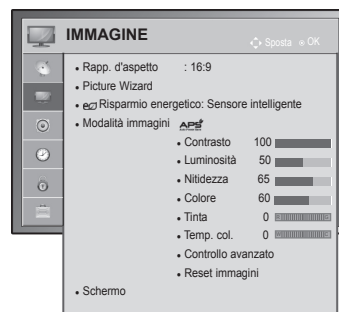 IMMAGINE
Sposta OK
• Rapp. d'aspetto : 16:9
• Picture Wizard
• Risparmio energetico: Sensore intelligente
• Modalità immagini APS
• Contrasto 100
• Luminosità 50
• Nitidezza 65
• Colore 60
• Tinta 0
• Temp. col. 0
• Controllo avanzato
• Reset immagini
• Schermo